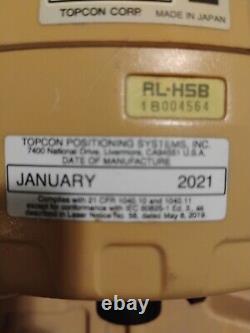 TOPCON CORP. MADE IN JAPAN
RL-H5B
1B004564
TOPCON POSITIONING SYSTEMS, INC.
7400 National Drive, Livermore, CA94551 U.S.A.
DATE OF MANUFACTURE
JANUARY 2021
Complies with 21 CFR 1040.10 and 1040.11
except for conformance with IEC 60825-1 Ed.3., as
described in Laser Notice No. 56, dated May 8, 2019.